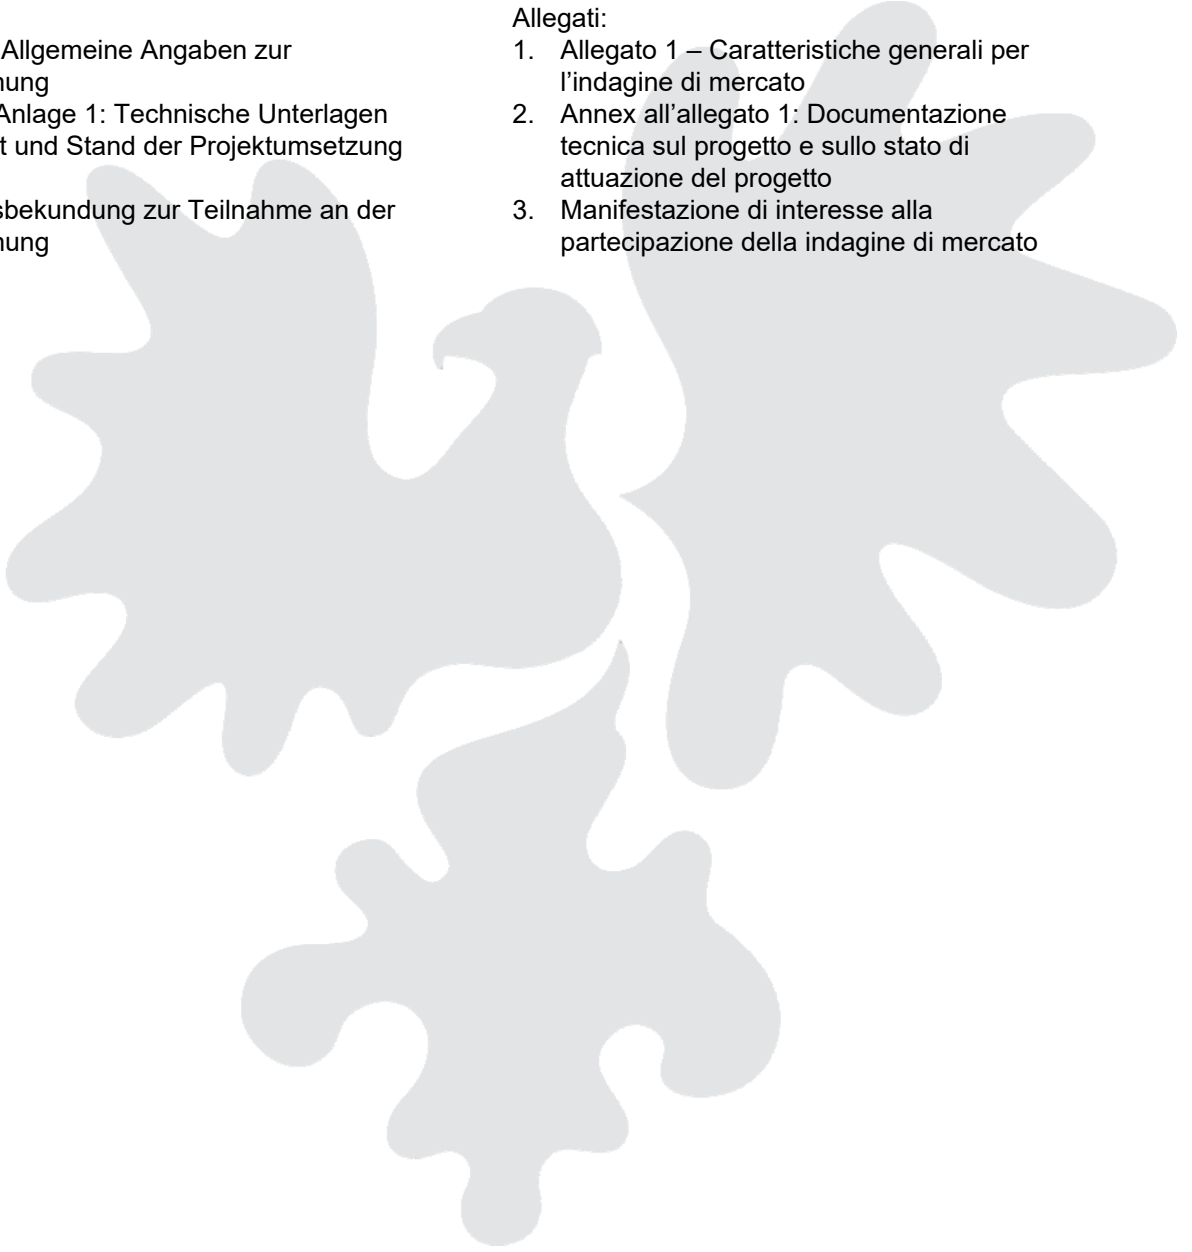 Allgemeine Angaben zur
nung
Anlage 1: Technische Unterlagen
t und Stand der Projektumsetzung
sbekundung zur Teilnahme an der
nung
Allegati:
1. Allegato 1 – Caratteristiche generali per
l’indagine di mercato
2. Annex all’allegato 1: Documentazione
tecnica sul progetto e sullo stato di
attuazione del progetto
3. Manifestazione di interesse alla
partecipazione della indagine di mercato